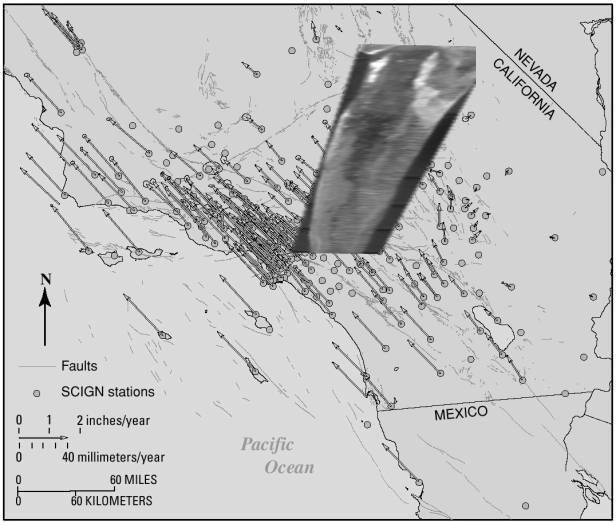 NEVADA
CALIFORNIA
N
Faults
SCIGN stations
0 1 2 inches/year
0 40 millimeters/year
0 60 MILES
0 60 KILOMETERS
MEXICO
Pacific
Ocean